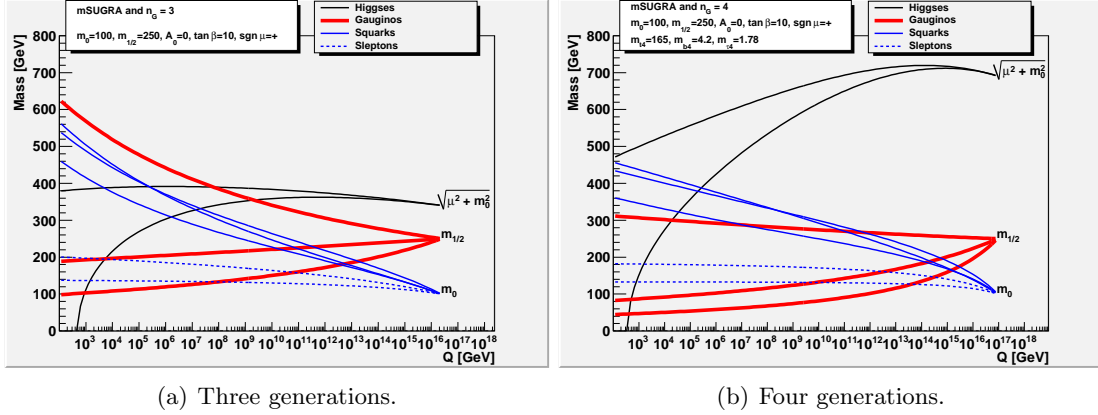 mSUGRA and n_G = 3
m_0=100, m_1/2=250, A_0=0, tan β=10, sgn μ=+
Higgses
Gauginos
Squarks
Sleptons
Mass [GeV]
800
700
600
500
400
300
200
100
0
√μ² + m_0²
m_1/2
m_0
10³ 10⁴ 10⁵ 10⁶ 10⁷ 10⁸ 10⁹ 10¹⁰ 10¹¹ 10¹² 10¹³ 10¹⁴ 10¹⁵ 10¹⁶ 10¹⁷ 10¹⁸
Q [GeV]
(a) Three generations.
mSUGRA and n_G = 4
m_0=100, m_1/2=250, A_0=0, tan β=10, sgn μ=+
m_t4=165, m_b4=4.2, m_τ4=1.78
Higgses
Gauginos
Squarks
Sleptons
Mass [GeV]
800
700
600
500
400
300
200
100
0
√μ² + m_0²
m_1/2
m_0
10³ 10⁴ 10⁵ 10⁶ 10⁷ 10⁸ 10⁹ 10¹⁰ 10¹¹ 10¹² 10¹³ 10¹⁴ 10¹⁵ 10¹⁶ 10¹⁷ 10¹⁸
Q [GeV]
(b) Four generations.